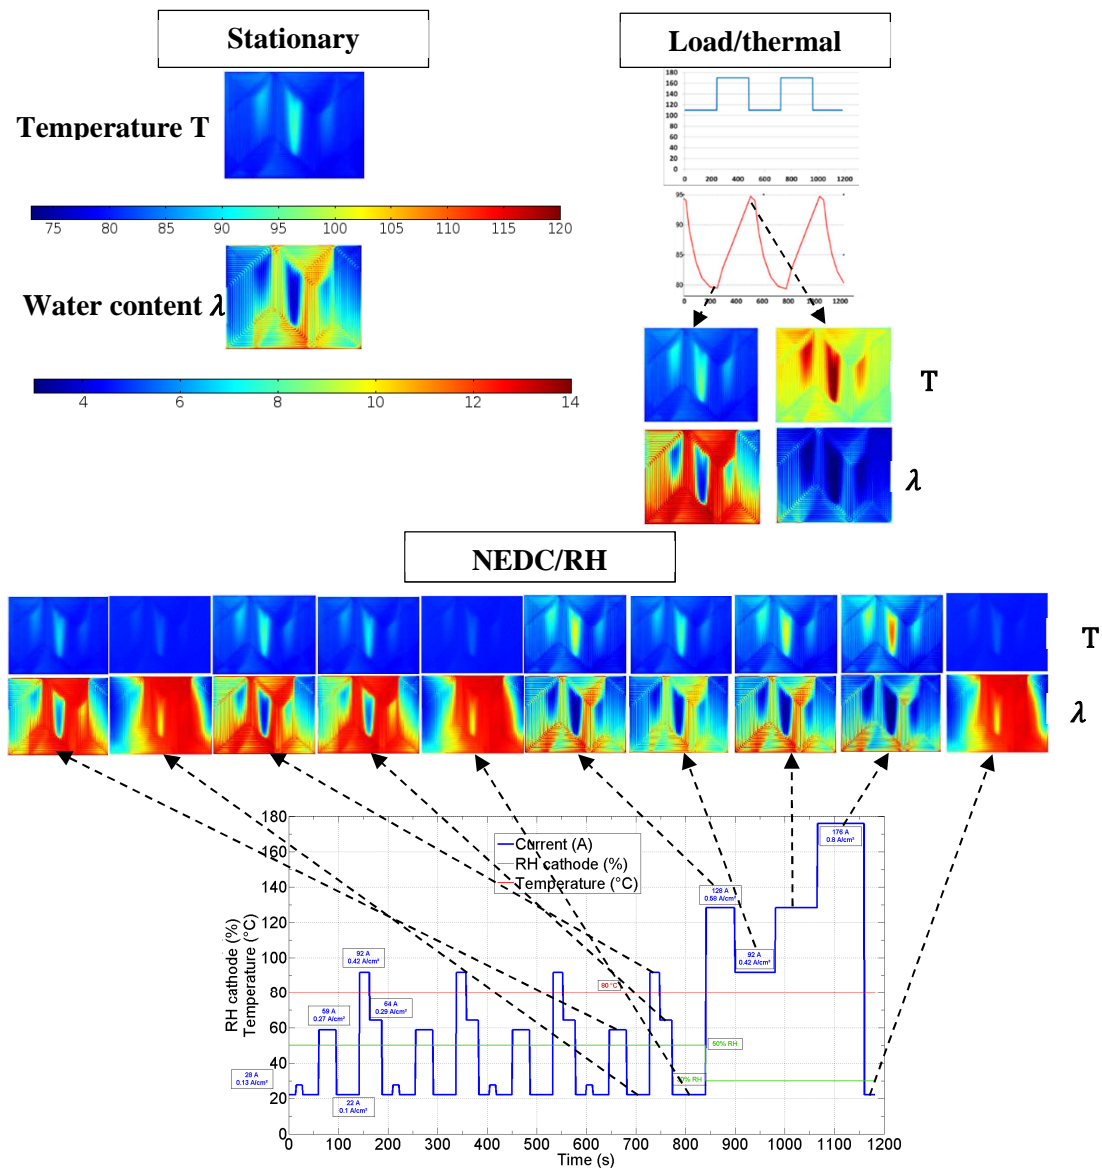 Stationary
Load/thermal
Temperature T
75 80 85 90 95 100 105 110 115 120
Water content λ
4 6 8 10 12 14
180
160
140
120
100
80
60
40
20
0
0 200 400 600 800 1000 1200
95
90
85
80
0 200 400 600 800 1000 1200
T
λ
NEDC/RH
T
λ
RH cathode (%)
Temperature (°C)
180
160
140
120
100
80
60
40
20
0
Current (A)
RH cathode (%)
Temperature (°C)
176 A
0.8 A/cm²
128 A
0.58 A/cm²
92 A
0.42 A/cm²
92 A
0.42 A/cm²
80 °C
64 A
0.29 A/cm²
59 A
0.27 A/cm²
50% RH
28 A
0.13 A/cm²
% RH
22 A
0.1 A/cm²
0 100 200 300 400 500 600 700 800 900 1000 1100 1200
Time (s)